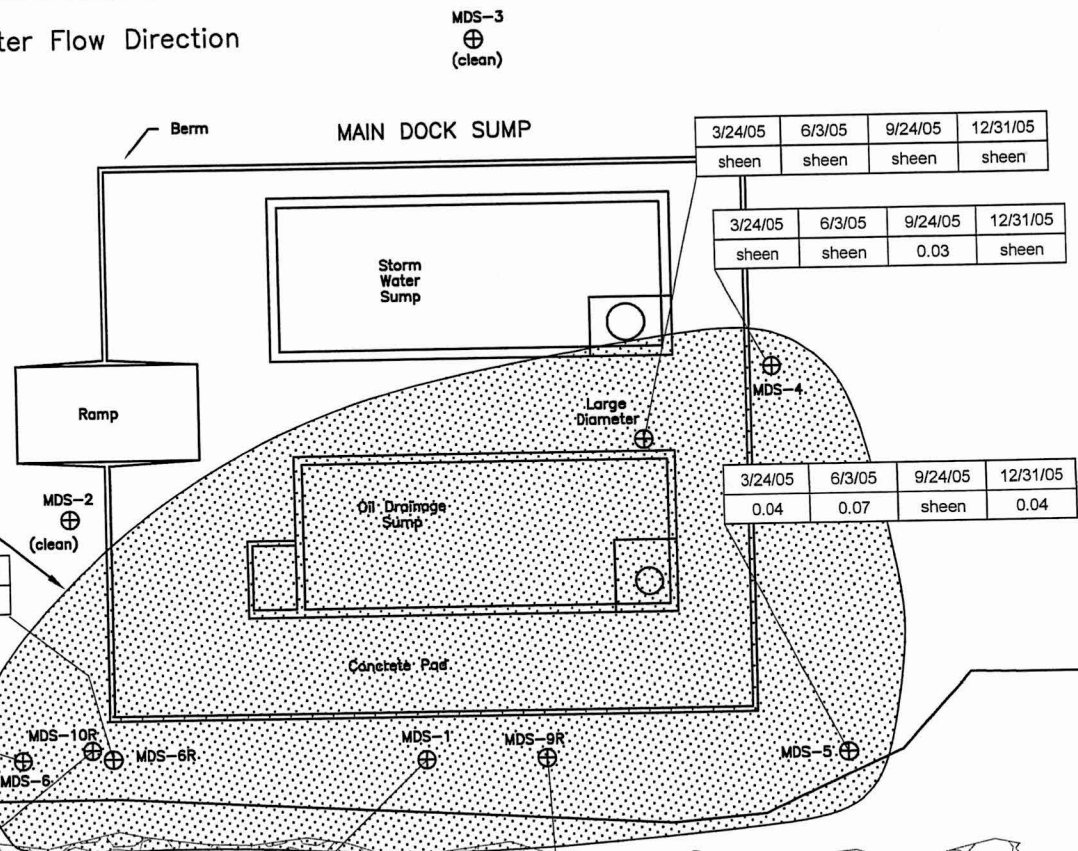 MDS-3
ter Flow Direction
(clean)
Berm
MAIN DOCK SUMP
3/24/05 6/3/05 9/24/05 12/31/05
sheen sheen sheen sheen
3/24/05 6/3/05 9/24/05 12/31/05
sheen sheen 0.03 sheen
Storm
Water
Sump
MDS-4
Ramp
Large
Diameter
3/24/05 6/3/05 9/24/05 12/31/05
0.04 0.07 sheen 0.04
MDS-2
(clean)
Oil Drainage
Sump
Concrete Pad
MDS-10R
MDS-6R
MDS-1
MDS-9R
MDS-5
MDS-6